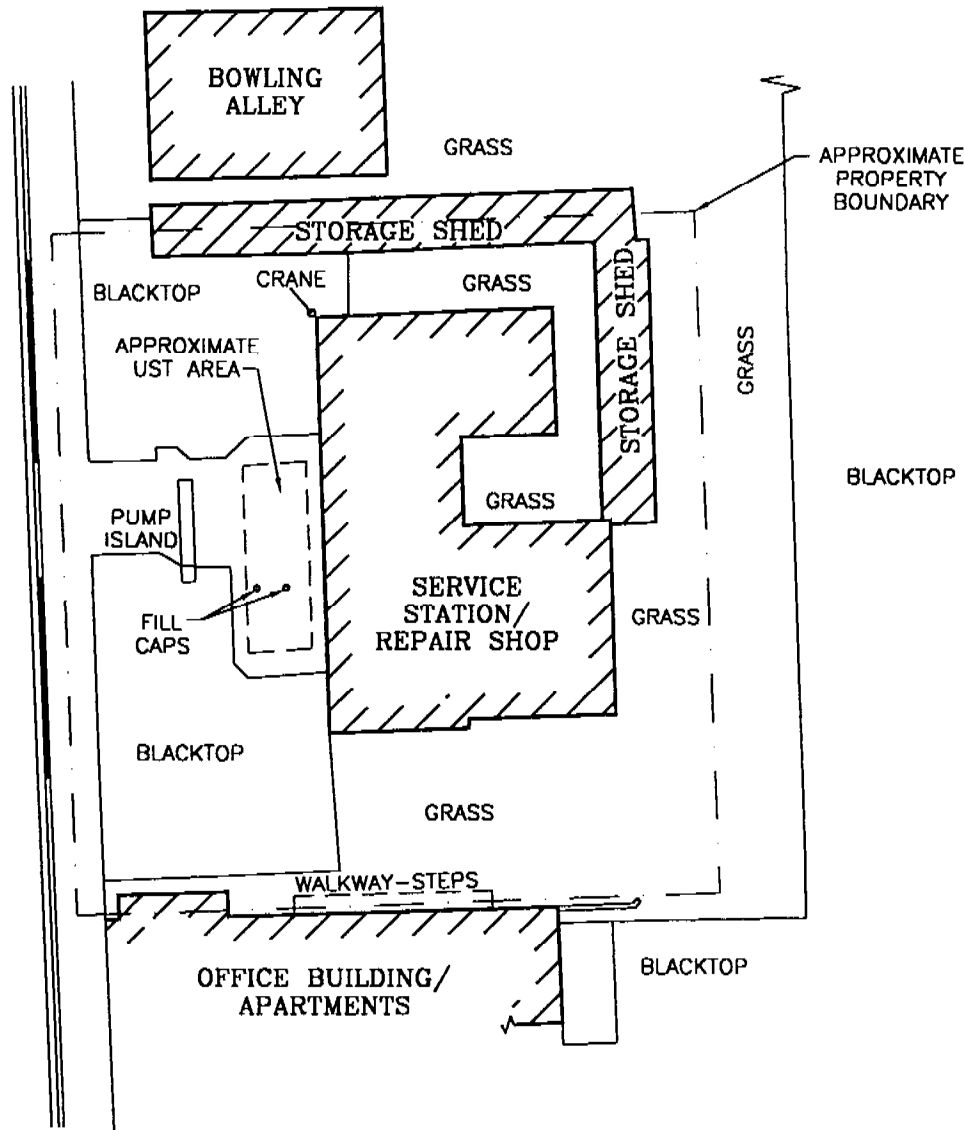 BOWLING
ALLEY
GRASS
APPROXIMATE
PROPERTY
BOUNDARY
STORAGE SHED
CRANE
GRASS
BLACKTOP
STORAGE SHED
GRASS
APPROXIMATE
UST AREA
BLACKTOP
GRASS
PUMP
ISLAND
SERVICE
STATION/
REPAIR SHOP
FILL
CAPS
GRASS
BLACKTOP
GRASS
WALKWAY-STEPS
OFFICE BUILDING/
APARTMENTS
BLACKTOP